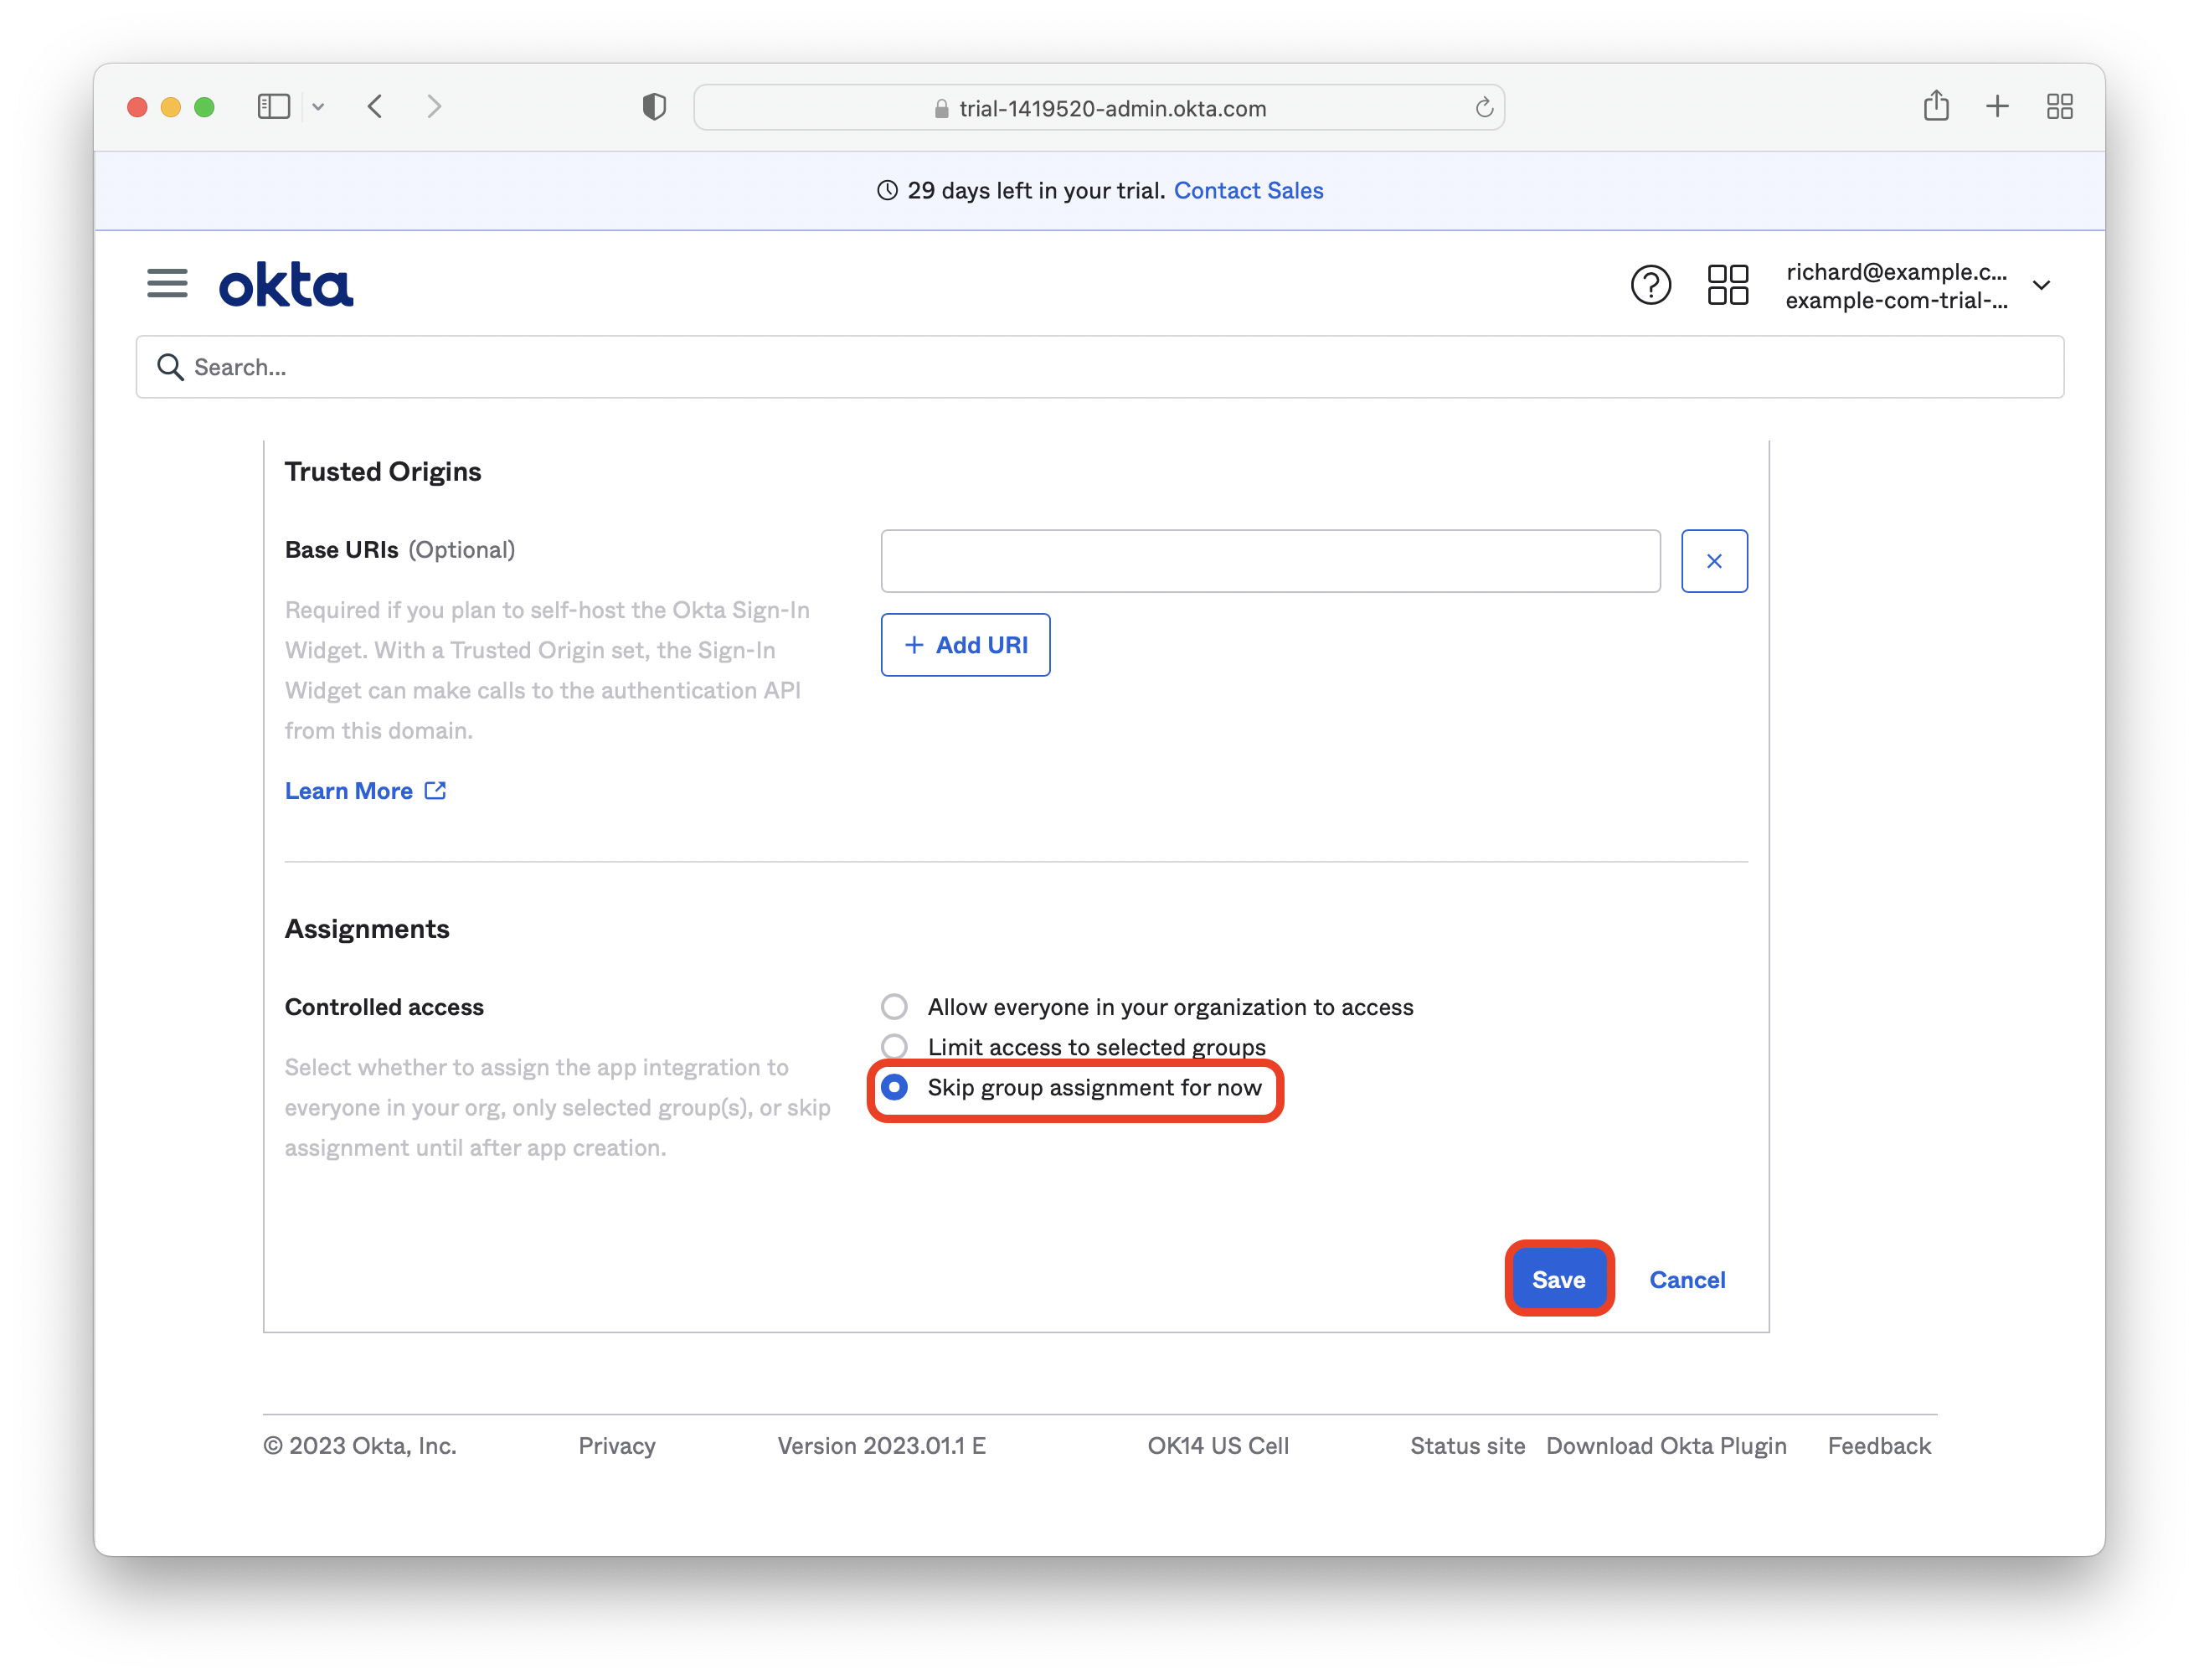 trial-1419520-admin.okta.com
29 days left in your trial. Contact Sales
okta
richard@example.c...
example-com-trial-...
Search...
Trusted Origins
Base URIs (Optional)
Required if you plan to self-host the Okta Sign-In
Widget. With a Trusted Origin set, the Sign-In
Widget can make calls to the authentication API
from this domain.
Learn More
+ Add URI
Assignments
Controlled access
Select whether to assign the app integration to
everyone in your org, only selected group(s), or skip
assignment until after app creation.
Allow everyone in your organization to access
Limit access to selected groups
Skip group assignment for now
Save
Cancel
© 2023 Okta, Inc. Privacy Version 2023.01.1 E OK14 US Cell Status site Download Okta Plugin Feedback